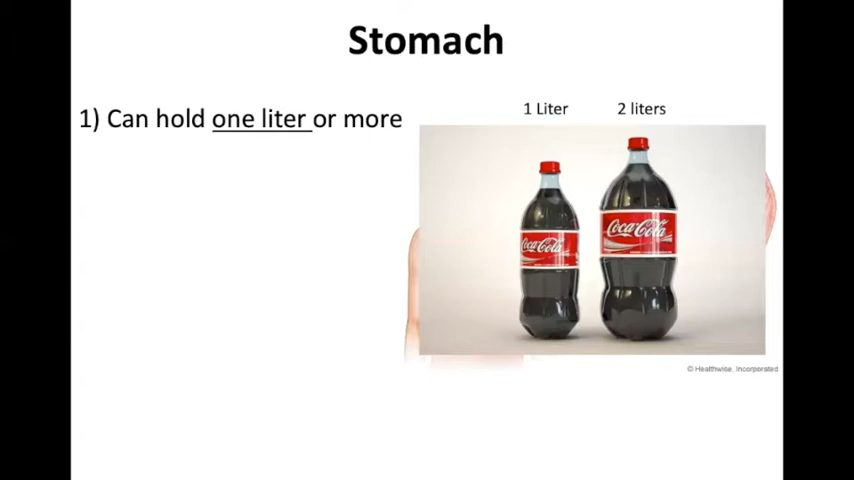 Stomach
1) Can hold one liter or more
1 Liter 2 liters
Coca-Cola Coca-Cola
© Healthwise, Incorporated